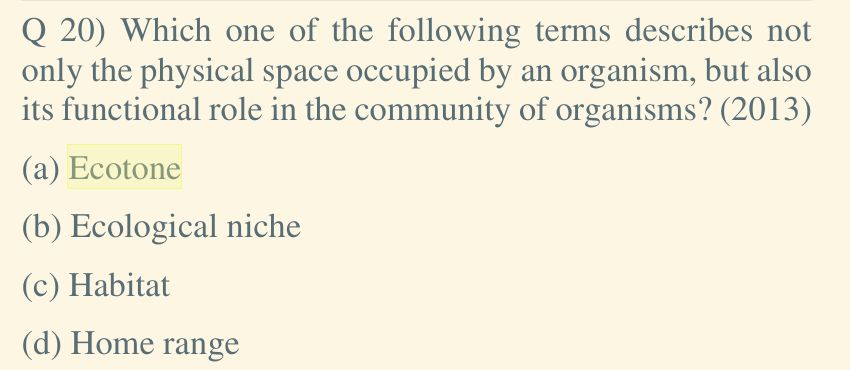 Q 20) Which one of the following terms describes not
only the physical space occupied by an organism, but also
its functional role in the community of organisms? (2013)
(a) Ecotone
(b) Ecological niche
(c) Habitat
(d) Home range